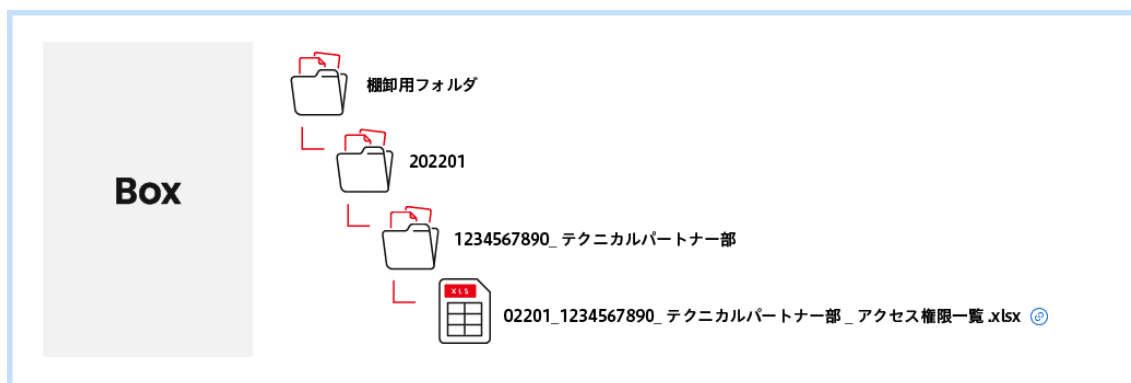 Box
棚卸用フォルダ
202201
1234567890_ テクニカルパートナー部
XLS
02201_1234567890_ テクニカルパートナー部 _ アクセス権限一覧 .xlsx